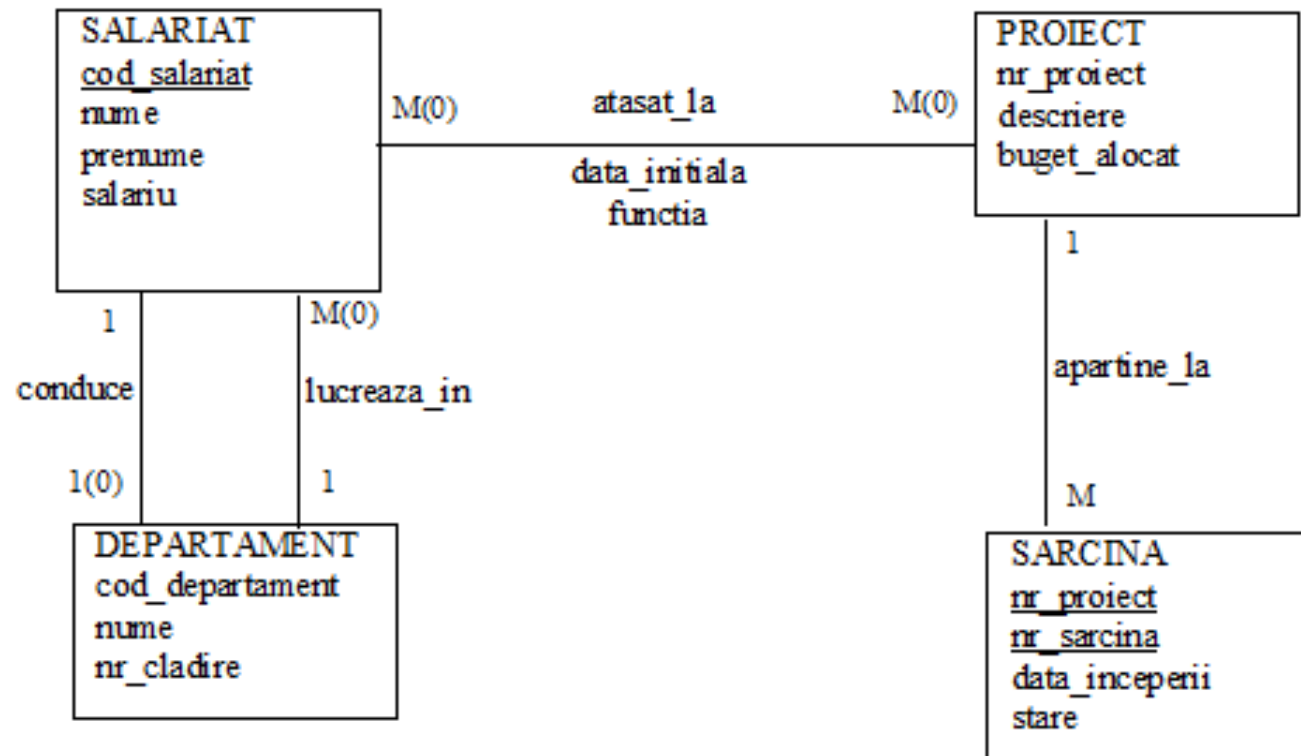 SALARIAT
cod_salariat
nume
prenume
salariu
M(0)
atasat_la
M(0)
data_initiala
functia
PROIECT
nr_proiect
descriere
buget_alocat
1
M(0)
conduce
lucreaza_in
1(0)
1
1
apartine_la
M
DEPARTAMENT
cod_departament
nume
nr_cladire
SARCINA
nr_proiect
nr_sarcina
data_inceperii
stare